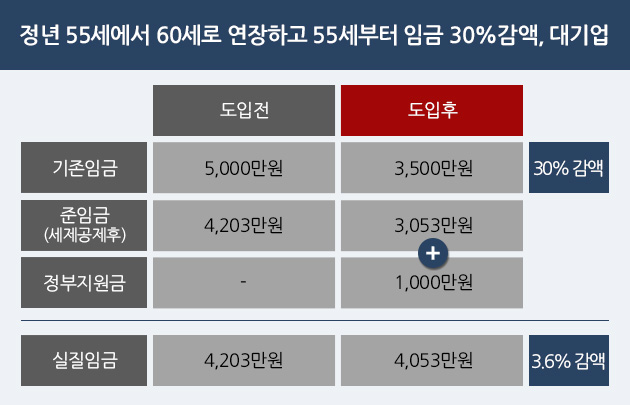 정년 55세에서 60세로 연장하고 55세부터 임금 30%감액, 대기업
도입전 도입후
기존임금 5,000만원 3,500만원 30% 감액
준임금
(세제공제후) 4,203만원 3,053만원
+
정부지원금 - 1,000만원
실질임금 4,203만원 4,053만원 3.6% 감액